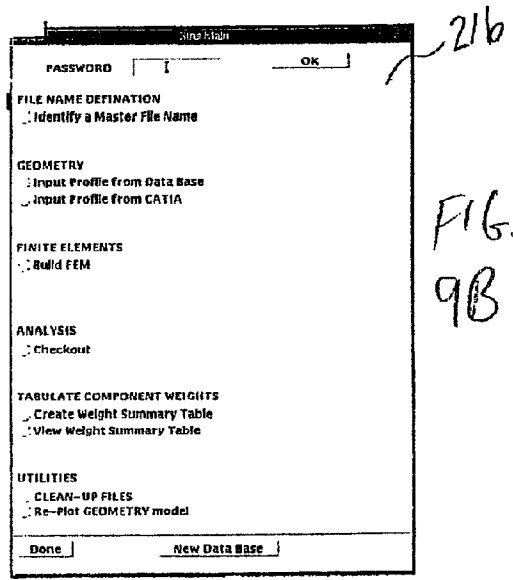 21b
PASSWORD OK
FILE NAME DEFINATION
Identify a Master File Name
GEOMETRY
Input Profile from Data Base
Input Profile from CATIA
FINITE ELEMENTS
Build FEM
ANALYSIS
Checkout
TABULATE COMPONENT WEIGHTS
Create Weight Summary Table
View Weight Summary Table
UTILITIES
CLEAN-UP FILES
Re-Plot GEOMETRY model
Done New Data Base
FIG.
9B